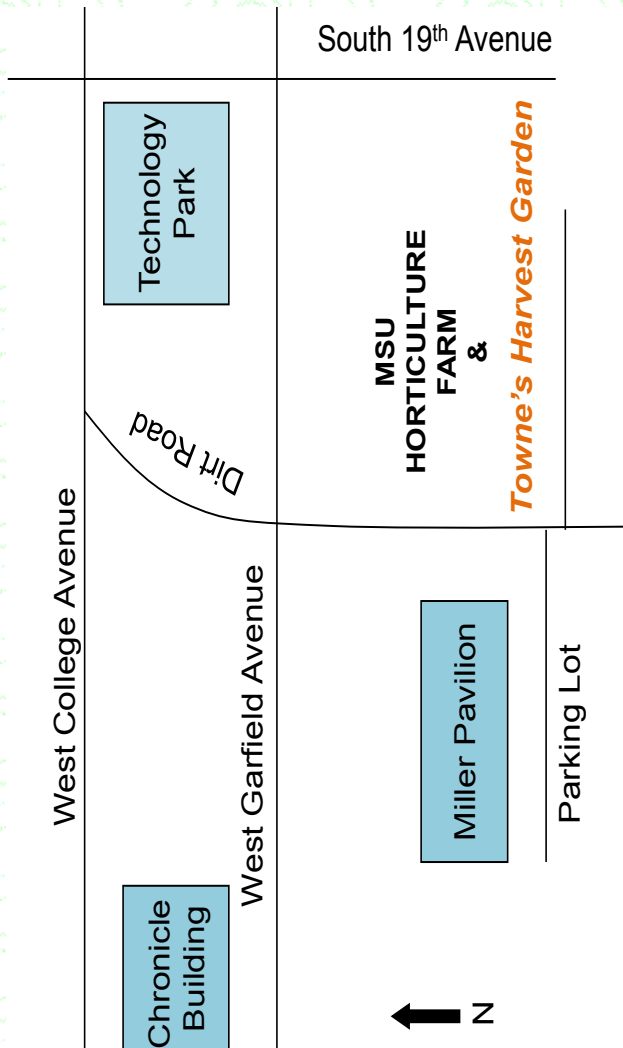 South 19th Avenue
Technology
Park
MSU
HORTICULTURE
FARM
&
Towne's Harvest Garden
Dirt Road
West College Avenue
West Garfield Avenue
Miller Pavilion
Parking Lot
Chronicle
Building
N